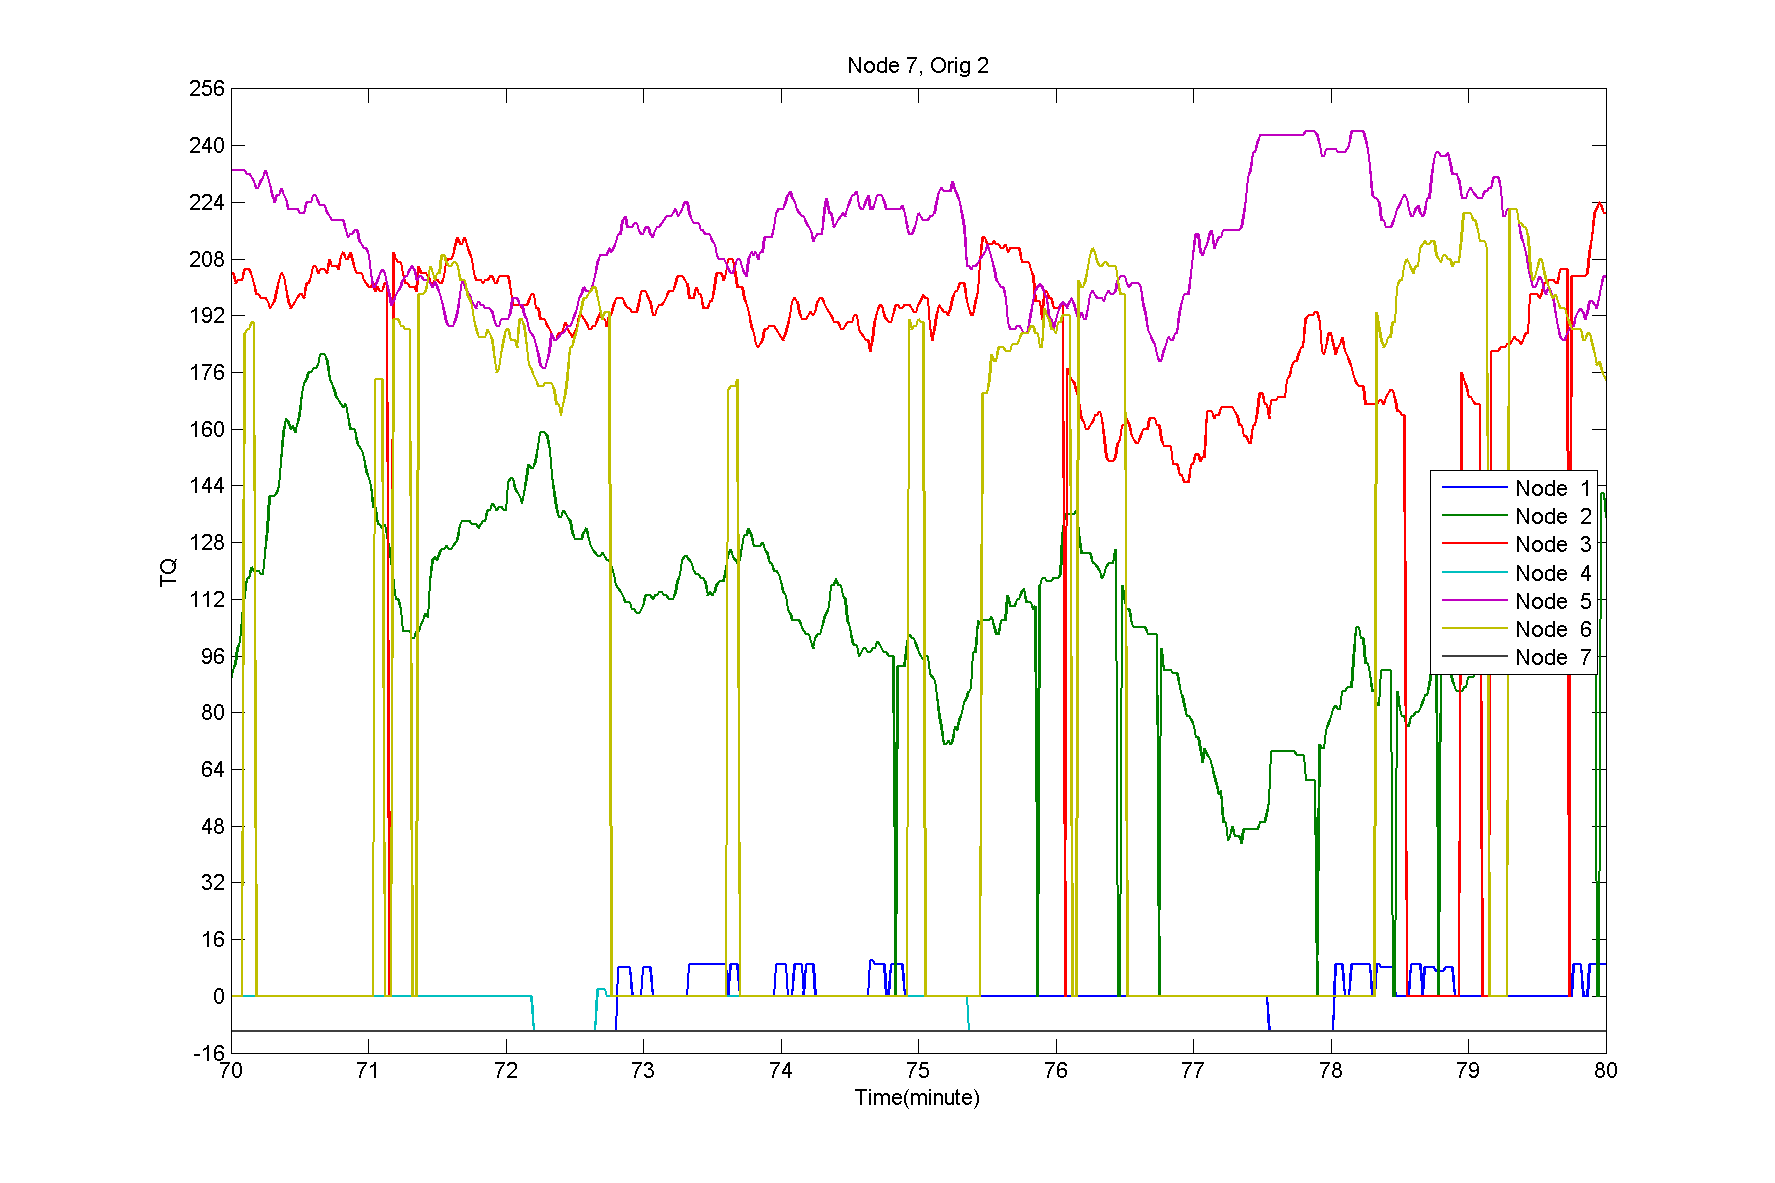 Node 7, Orig 2
256
240
224
208
192
176
160
144
128
112
96
80
64
48
32
16
0
-16
TQ
Node 1
Node 2
Node 3
Node 4
Node 5
Node 6
Node 7
70 71 72 73 74 75 76 77 78 79 80
Time(minute)